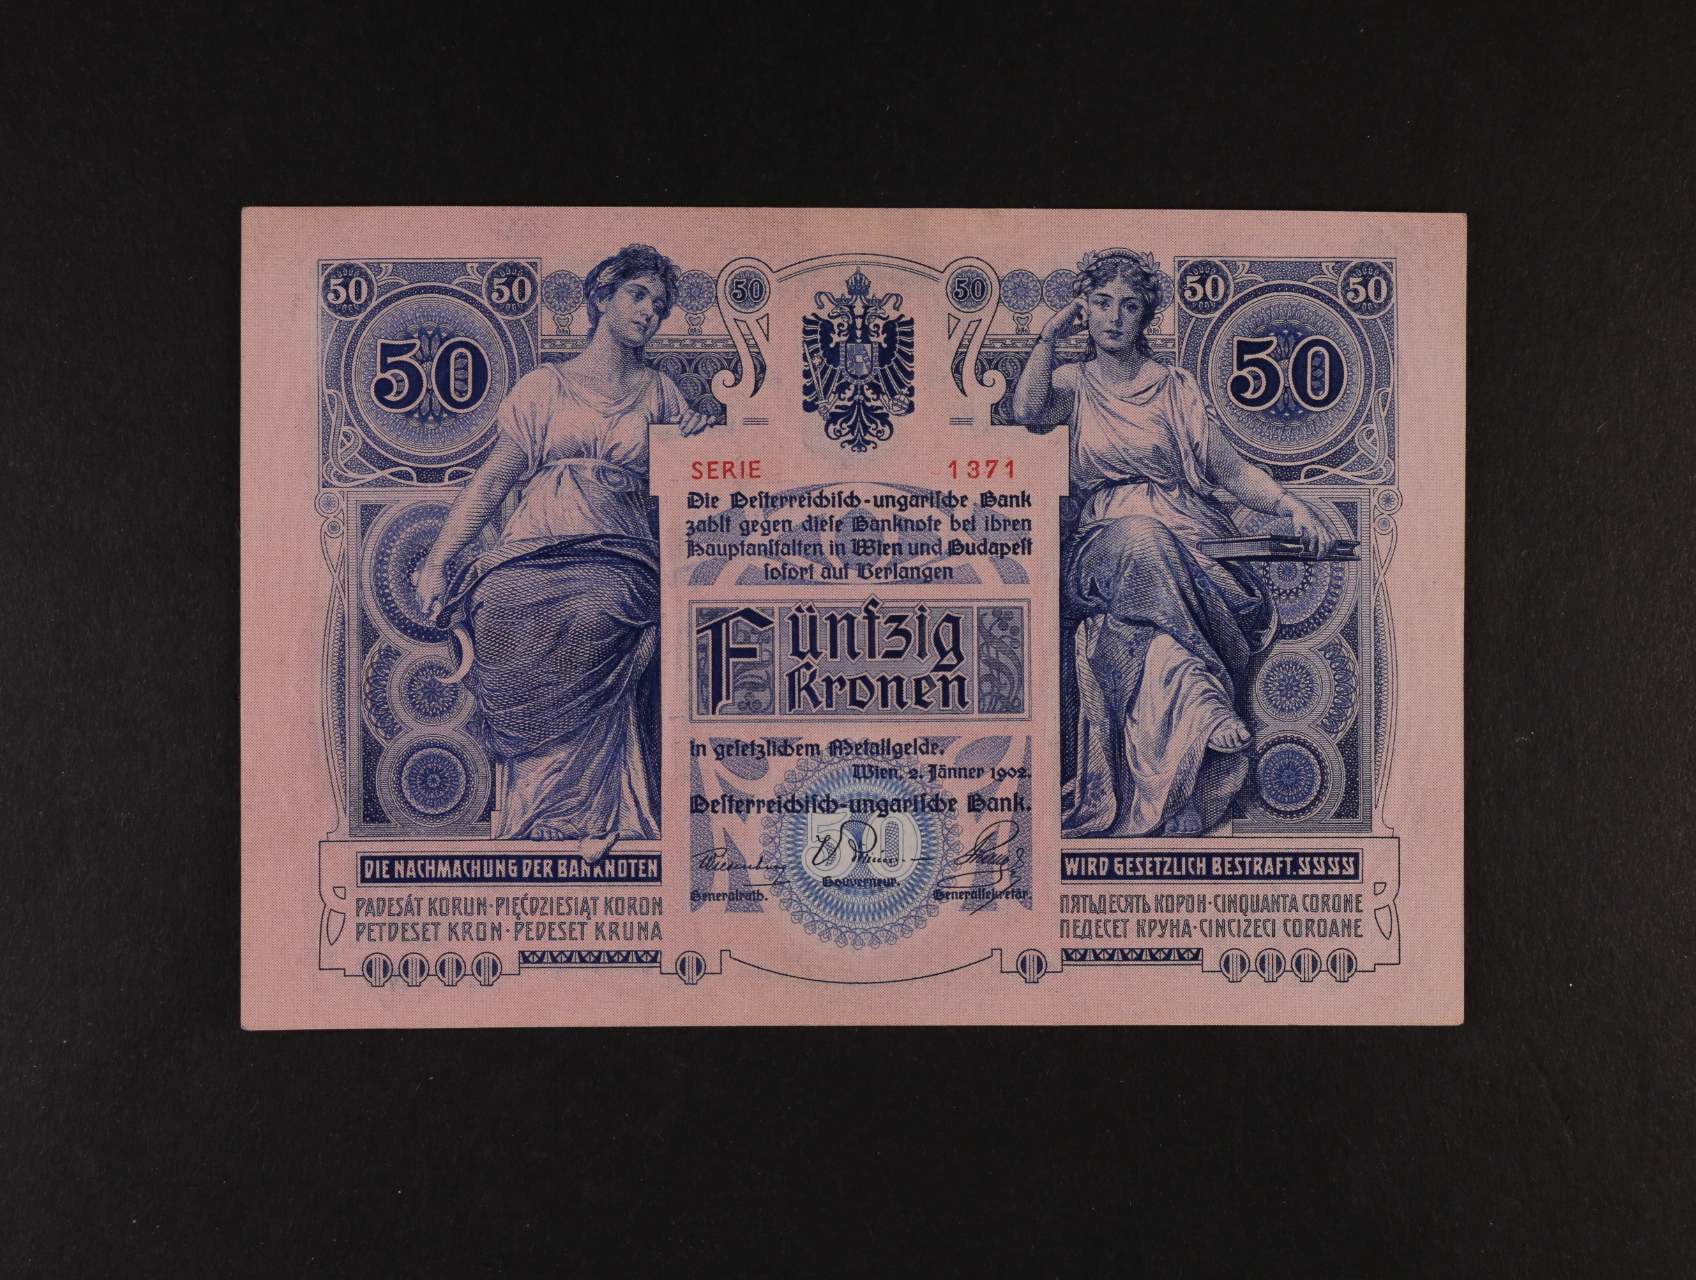 50 50 50 50 50 50
50 50
SERIE 1371
Die Oesterreichisch-ungarische Bank
zahlt gegen diese Banknote bei ihren
Hauptanstalten in Wien und Budapest
sofort auf Verlangen
Fünfzig
Kronen
in gesetzlichem Metallgelde.
Wien, 2. Jänner 1902.
Oesterreichisch-ungarische Bank.
50
Generalrath. Gouverneur. Generalsekretär.
DIE NACHMACHUNG DER BANKNOTEN WIRD GESETZLICH BESTRAFT.
PADESÁT KORUN · PIĘĆDZIESIĄT KORON ПЯТЬДЕСЯТЬ КОРОН · CINQUANTA CORONE
PETDESET KRON · PEDESET KRUNA ПЕДЕСЕТ КРУНА · CINCIZECI COROANE